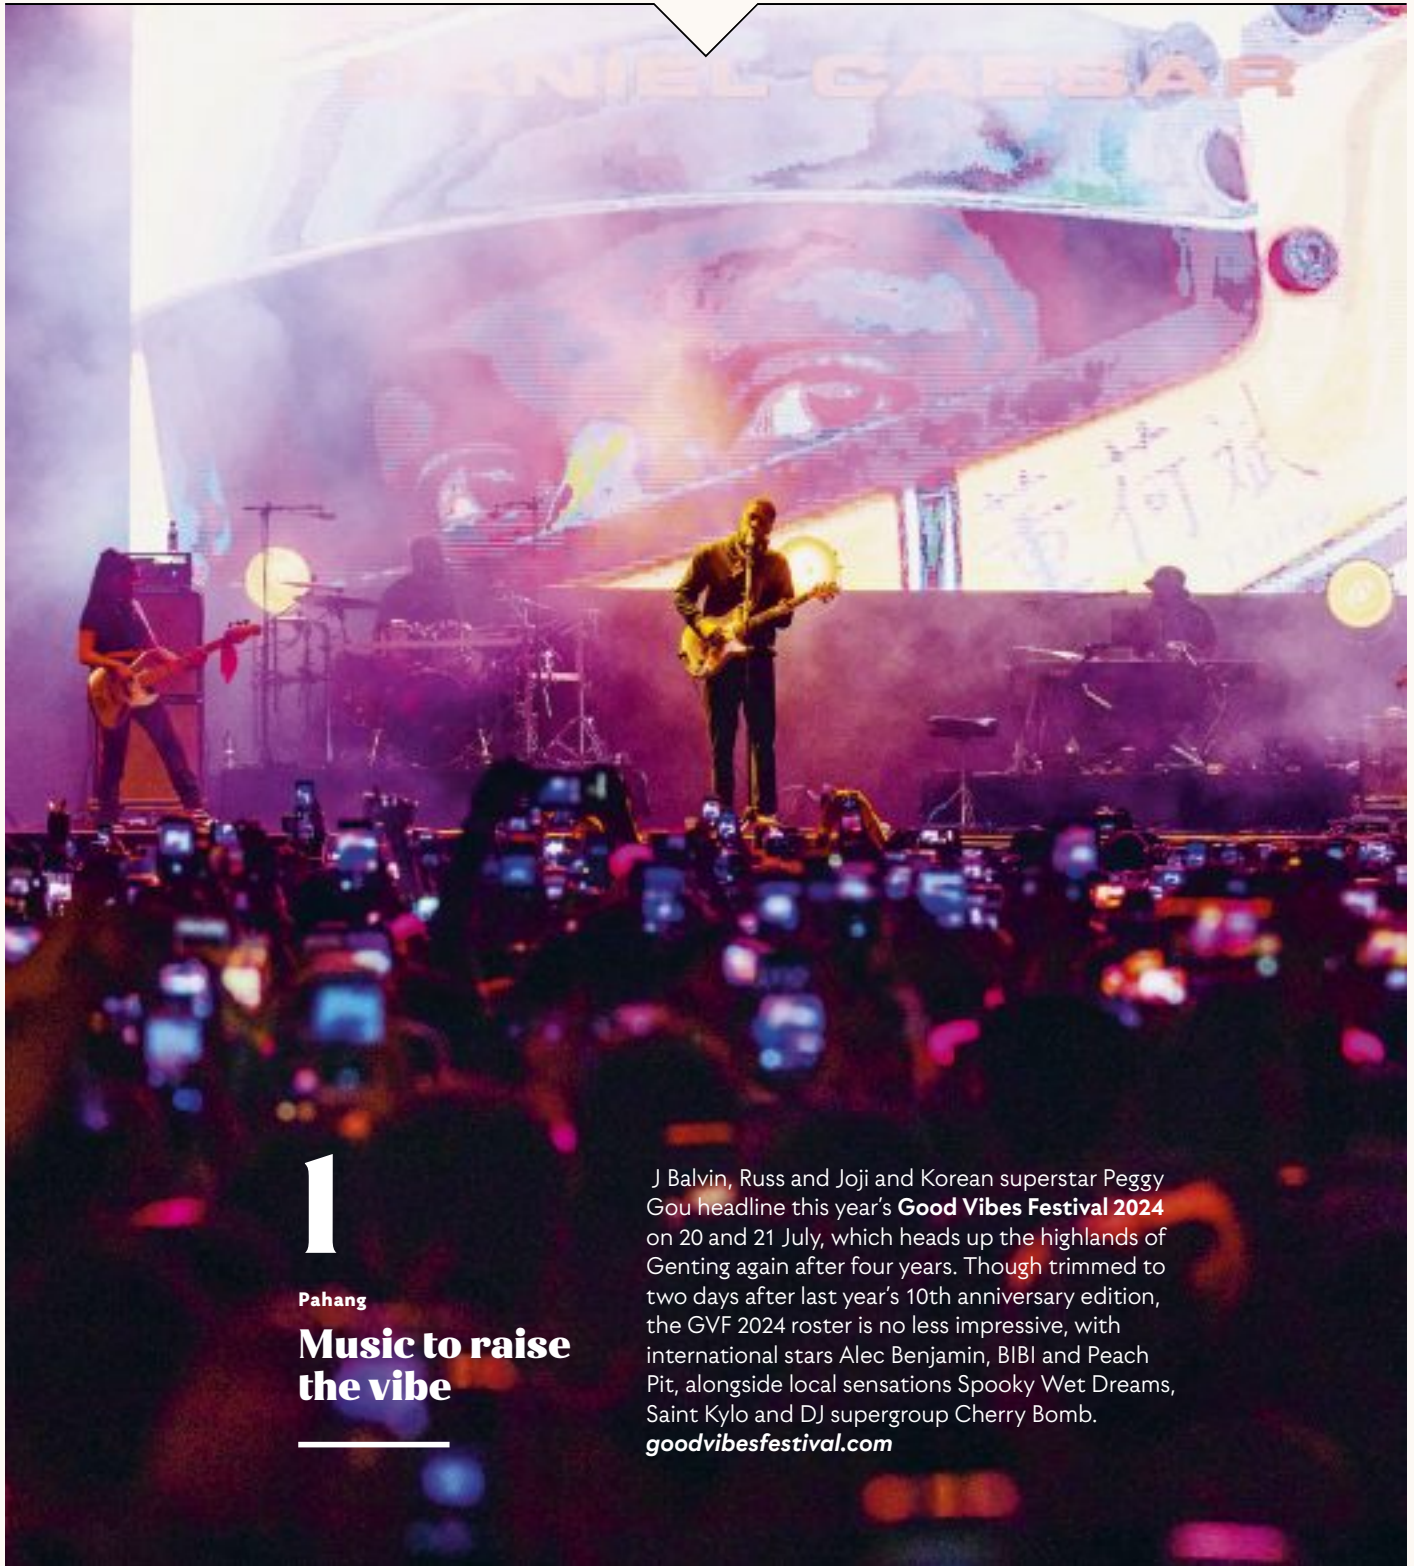 DANIEL CAESAR
1
Pahang
Music to raise
the vibe
J Balvin, Russ and Joji and Korean superstar Peggy
Gou headline this year's Good Vibes Festival 2024
on 20 and 21 July, which heads up the highlands of
Genting again after four years. Though trimmed to
two days after last year's 10th anniversary edition,
the GVF 2024 roster is no less impressive, with
international stars Alec Benjamin, BIBI and Peach
Pit, alongside local sensations Spooky Wet Dreams,
Saint Kylo and DJ supergroup Cherry Bomb.
goodvibesfestival.com